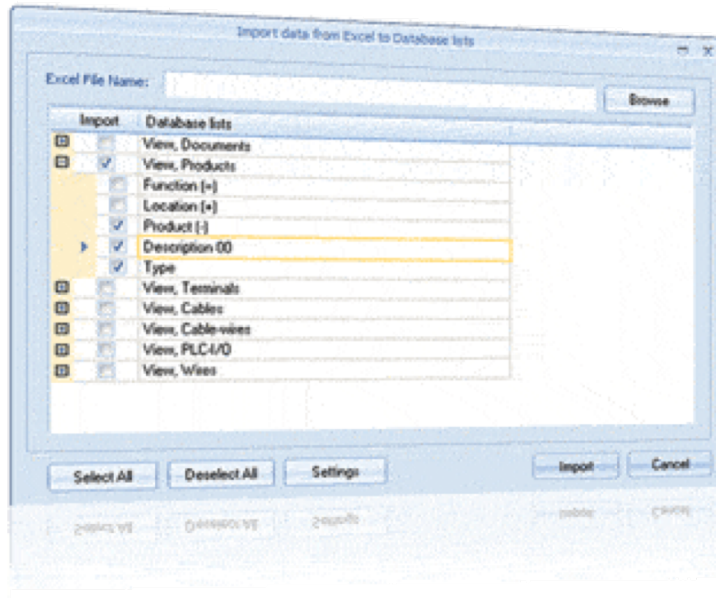 Import data from Excel to Database lists
Excel File Name:
Browse
Import Database lists
View, Documents
View, Products
Function (=)
Location (+)
Product (-)
Description 00
Type
View, Terminals
View, Cables
View, Cable-wires
View, PLC-I/O
View, Wires
Select All Deselect All Settings Import Cancel